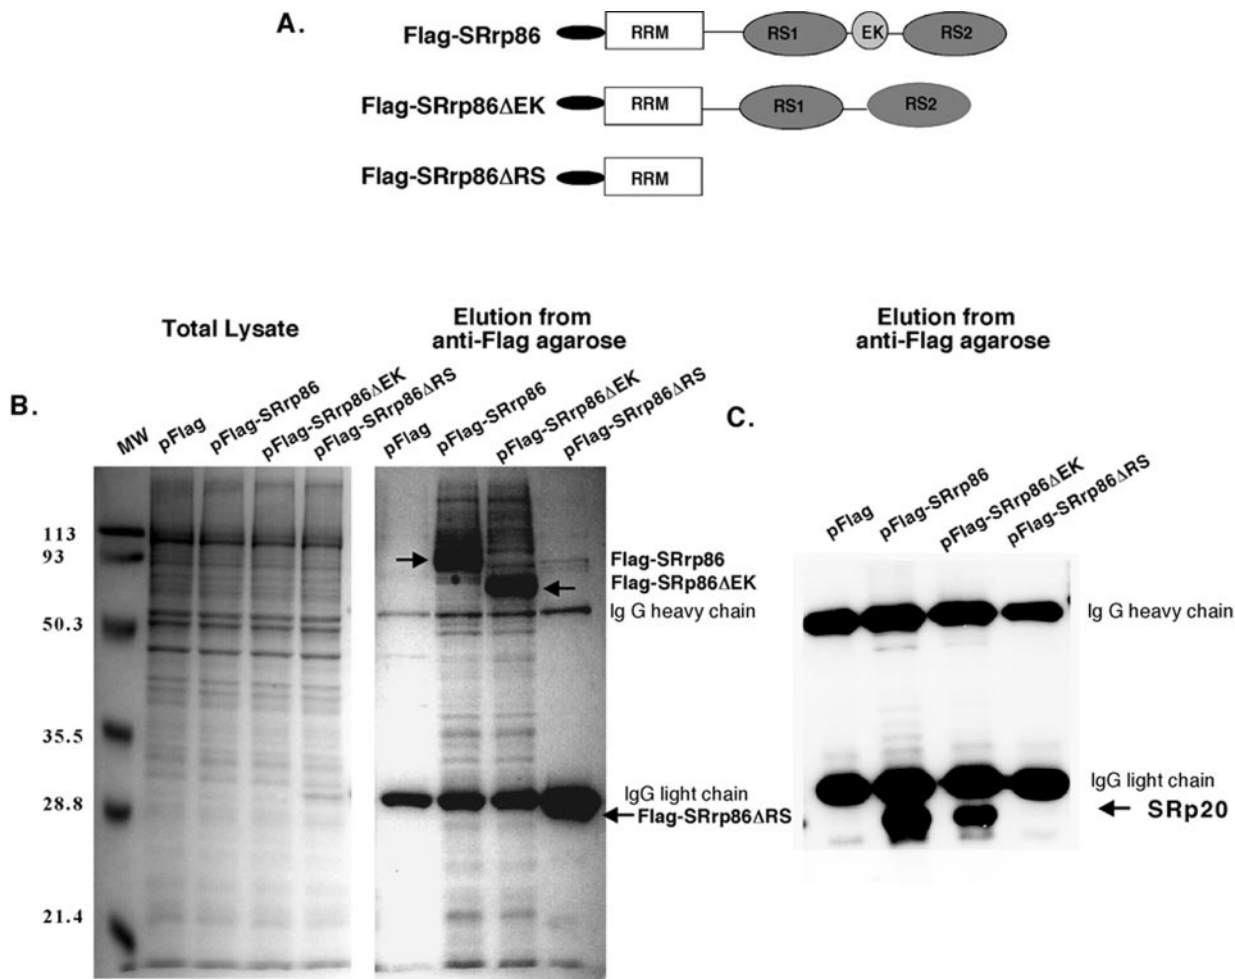 A.
Flag-SRrp86
RRM
RS1
EK
RS2
Flag-SRrp86ΔEK
RRM
RS1
RS2
Flag-SRrp86ΔRS
RRM
Total Lysate
Elution from
anti-Flag agarose
Elution from
anti-Flag agarose
B.
MW
pFlag
pFlag-SRrp86
pFlag-SRrp86ΔEK
pFlag-SRrp86ΔRS
pFlag
pFlag-SRrp86
pFlag-SRrp86ΔEK
pFlag-SRrp86ΔRS
113
93
50.3
35.5
28.8
21.4
Flag-SRrp86
Flag-SRp86ΔEK
Ig G heavy chain
IgG light chain
Flag-SRrp86ΔRS
C.
pFlag
pFlag-SRrp86
pFlag-SRrp86ΔEK
pFlag-SRrp86ΔRS
Ig G heavy chain
IgG light chain
SRp20